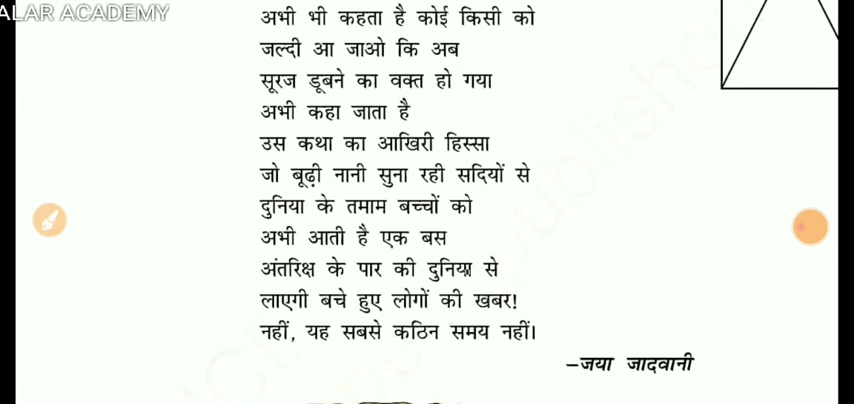 ALAR ACADEMY
अभी भी कहता है कोई किसी को
जल्दी आ जाओ कि अब
सूरज डूबने का वक्त हो गया
अभी कहा जाता है
उस कथा का आखिरी हिस्सा
जो बूढ़ी नानी सुना रही सदियों से
दुनिया के तमाम बच्चों को
अभी आती है एक बस
अंतरिक्ष के पार की दुनिया से
लाएगी बचे हुए लोगों की खबर!
नहीं, यह सबसे कठिन समय नहीं।
–जया जादवानी